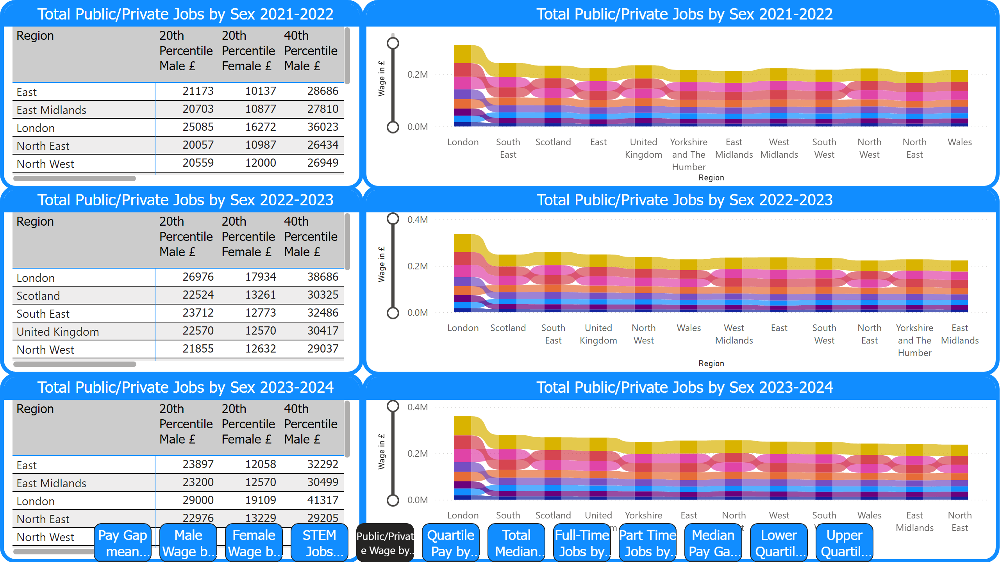 Total Public/Private Jobs by Sex 2021-2022
Region
20th Percentile Male £
20th Percentile Female £
40th Percentile Male £
East 21173 10137 28686
East Midlands 20703 10877 27810
London 25085 16272 36023
North East 20057 10987 26434
North West 20559 12000 26949
Total Public/Private Jobs by Sex 2021-2022
Wage in £
0.2M
0.0M
London
South East
Scotland
East
United Kingdom
Yorkshire and The Humber
East Midlands
West Midlands
South West
North West
North East
Wales
Region
Total Public/Private Jobs by Sex 2022-2023
Region
20th Percentile Male £
20th Percentile Female £
40th Percentile Male £
London 26976 17934 38686
Scotland 22524 13261 30325
South East 23712 12773 32486
United Kingdom 22570 12570 30417
North West 21855 12632 29037
Total Public/Private Jobs by Sex 2022-2023
Wage in £
0.4M
0.2M
0.0M
London
Scotland
South East
United Kingdom
North West
Wales
West Midlands
East
South West
North East
Yorkshire and The Humber
East Midlands
Region
Total Public/Private Jobs by Sex 2023-2024
Region
20th Percentile Male £
20th Percentile Female £
40th Percentile Male £
East 23897 12058 32292
East Midlands 23200 12570 30499
London 29000 19109 41317
North East 22976 13229 29205
North West
Total Public/Private Jobs by Sex 2023-2024
Wage in £
0.4M
0.2M
0.0M
London
South
Scotland
United
Yorkshire
East
North
West
South
Wales
East Midlands
North East
Pay Gap mean...
Male Wage b...
Female Wage b...
STEM Jobs...
Public/Privat
e Wage by...
Quartile Pay by...
Total Median...
Full-Time Jobs by...
Part Time Jobs by...
Median Pay Ga...
Lower Quartil...
Upper Quartil...